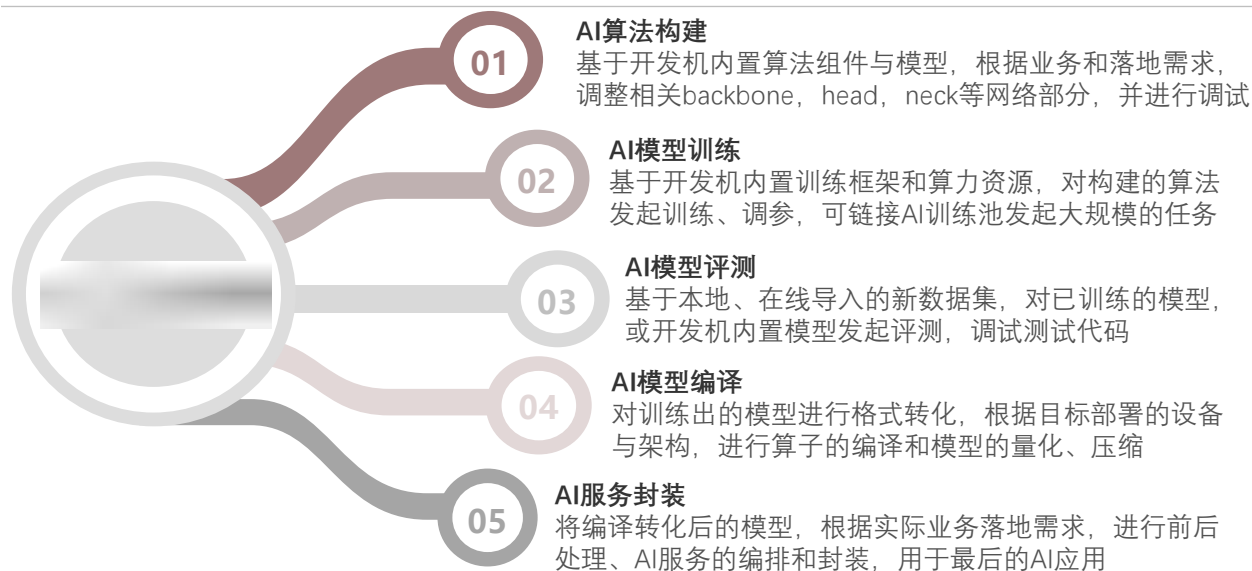 01
AI算法构建
基于开发机内置算法组件与模型，根据业务和落地需求，
调整相关backbone，head，neck等网络部分，并进行调试
02
AI模型训练
基于开发机内置训练框架和算力资源，对构建的算法
发起训练、调参，可链接AI训练池发起大规模的任务
03
AI模型评测
基于本地、在线导入的新数据集，对已训练的模型，
或开发机内置模型发起评测，调试测试代码
04
AI模型编译
对训练出的模型进行格式转化，根据目标部署的设备
与架构，进行算子的编译和模型的量化、压缩
05
AI服务封装
将编译转化后的模型，根据实际业务落地需求，进行前后
处理、AI服务的编排和封装，用于最后的AI应用